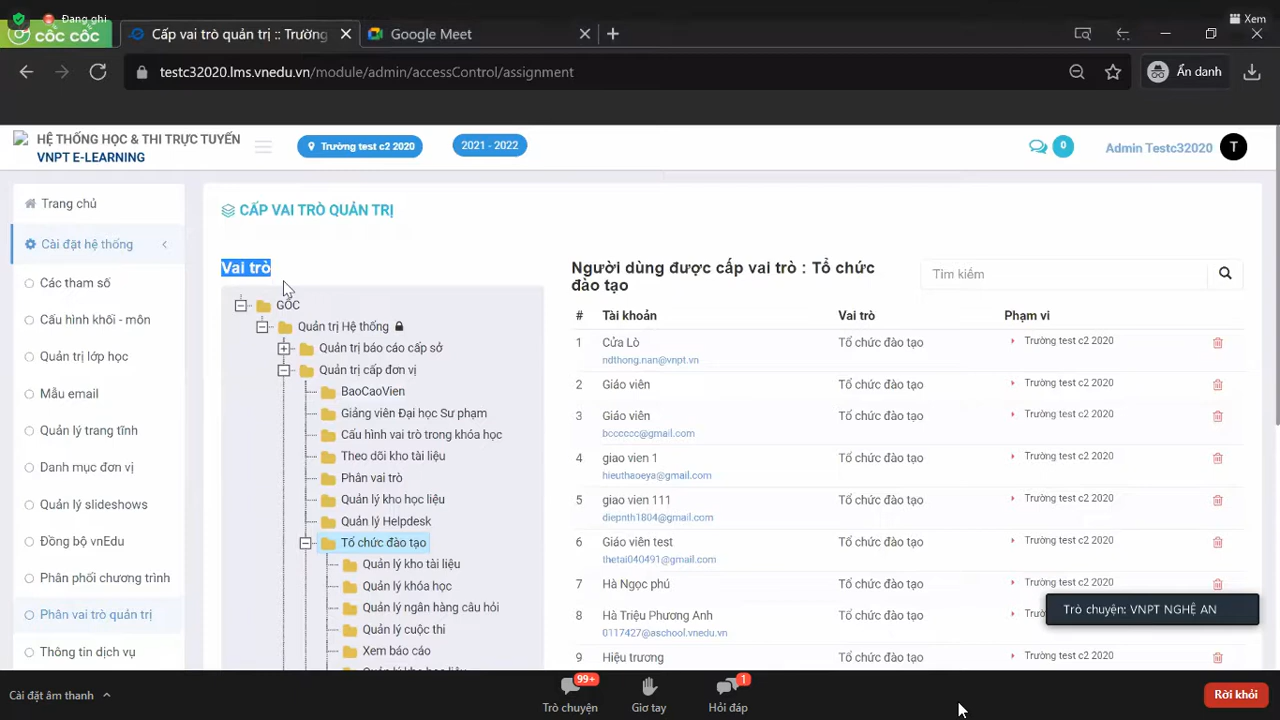 Đang ghi
Xem
cốc cốc
Cấp vai trò quản trị :: Trường
Google Meet
testc32020.lms.vnedu.vn/module/admin/accessControl/assignment
Ẩn danh
HỆ THỐNG HỌC & THI TRỰC TUYẾN
VNPT E-LEARNING
Trường test c2 2020
2021 - 2022
0
Admin Testc32020
T
Trang chủ
Cài đặt hệ thống
Các tham số
Cấu hình khối - môn
Quản trị lớp học
Mẫu email
Quản lý trang tĩnh
Danh mục đơn vị
Quản lý slideshows
Đồng bộ vnEdu
Phân phối chương trình
Phân vai trò quản trị
Thông tin dịch vụ
CẤP VAI TRÒ QUẢN TRỊ
Vai trò
GỐC
Quản trị Hệ thống
Quản trị báo cáo cấp sở
Quản trị cấp đơn vị
BaoCaoVien
Giảng viên Đại học Sư phạm
Cấu hình vai trò trong khóa học
Theo dõi kho tài liệu
Phân vai trò
Quản lý kho học liệu
Quản lý Helpdesk
Tổ chức đào tạo
Quản lý kho tài liệu
Quản lý khóa học
Quản lý ngân hàng câu hỏi
Quản lý cuộc thi
Xem báo cáo
Quản lý kho học liệu
Người dùng được cấp vai trò : Tổ chức
đào tạo
Tìm kiếm
# Tài khoản Vai trò Phạm vi
1 Cửa Lò Tổ chức đào tạo Trường test c2 2020
ndthong.nan@vnpt.vn
2 Giáo viên Tổ chức đào tạo Trường test c2 2020
3 Giáo viên Tổ chức đào tạo Trường test c2 2020
bcccccc@gmail.com
4 giao vien 1 Tổ chức đào tạo Trường test c2 2020
hieuthaoeya@gmail.com
5 giao vien 111 Tổ chức đào tạo Trường test c2 2020
diepnth1804@gmail.com
6 Giáo viên test Tổ chức đào tạo Trường test c2 2020
thetai040491@gmail.com
7 Hà Ngọc phú Tổ chức đào tạo Trường test c2 2020
8 Hà Triệu Phương Anh Tổ chức đào tạo
0117427@aschool.vnedu.vn
9 Hiệu trương Tổ chức đào tạo Trường test c2 2020
Trò chuyện: VNPT NGHỆ AN
Cài đặt âm thanh
99+
Trò chuyện
Giơ tay
1
Hỏi đáp
Rời khỏi